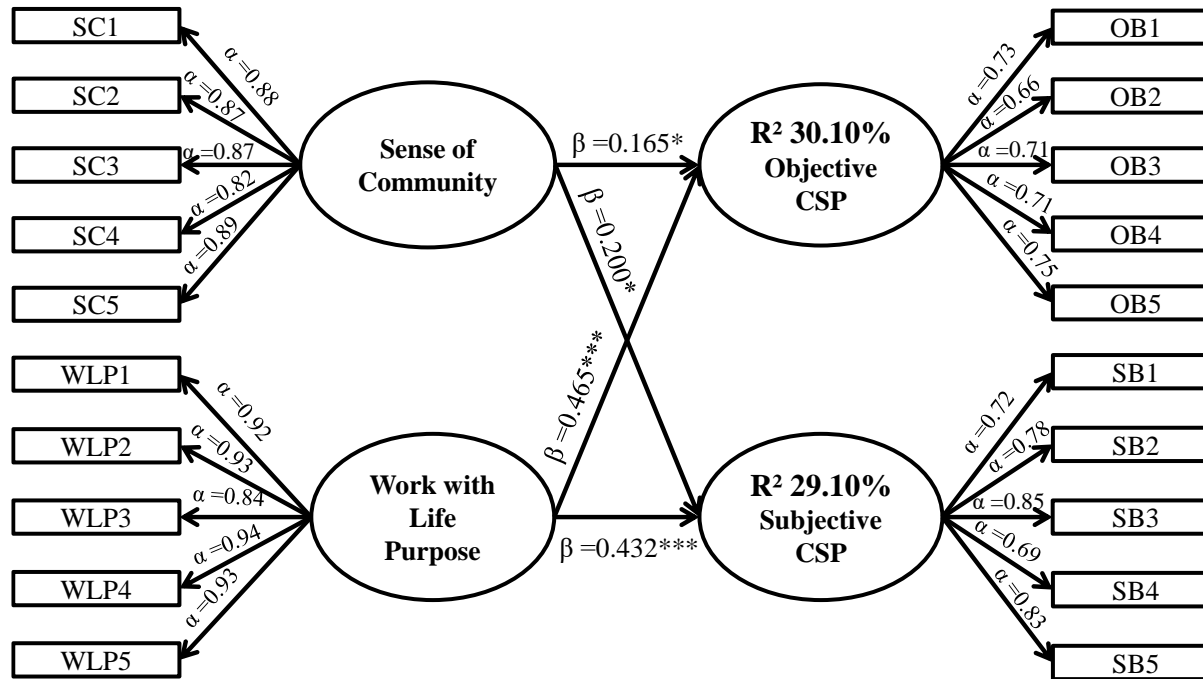 SC1
SC2
SC3
SC4
SC5
α =0.88
α =0.87
α =0.87
α =0.82
α =0.89
Sense of
Community
WLP1
WLP2
WLP3
WLP4
WLP5
α =0.92
α =0.93
α =0.84
α =0.94
α =0.93
Work with
Life
Purpose
β =0.165*
β =0.200*
β =0.465***
β =0.432***
R² 30.10%
Objective
CSP
α =0.73
α =0.66
α =0.71
α =0.71
α =0.75
OB1
OB2
OB3
OB4
OB5
R² 29.10%
Subjective
CSP
α =0.72
α =0.78
α =0.85
α =0.69
α =0.83
SB1
SB2
SB3
SB4
SB5